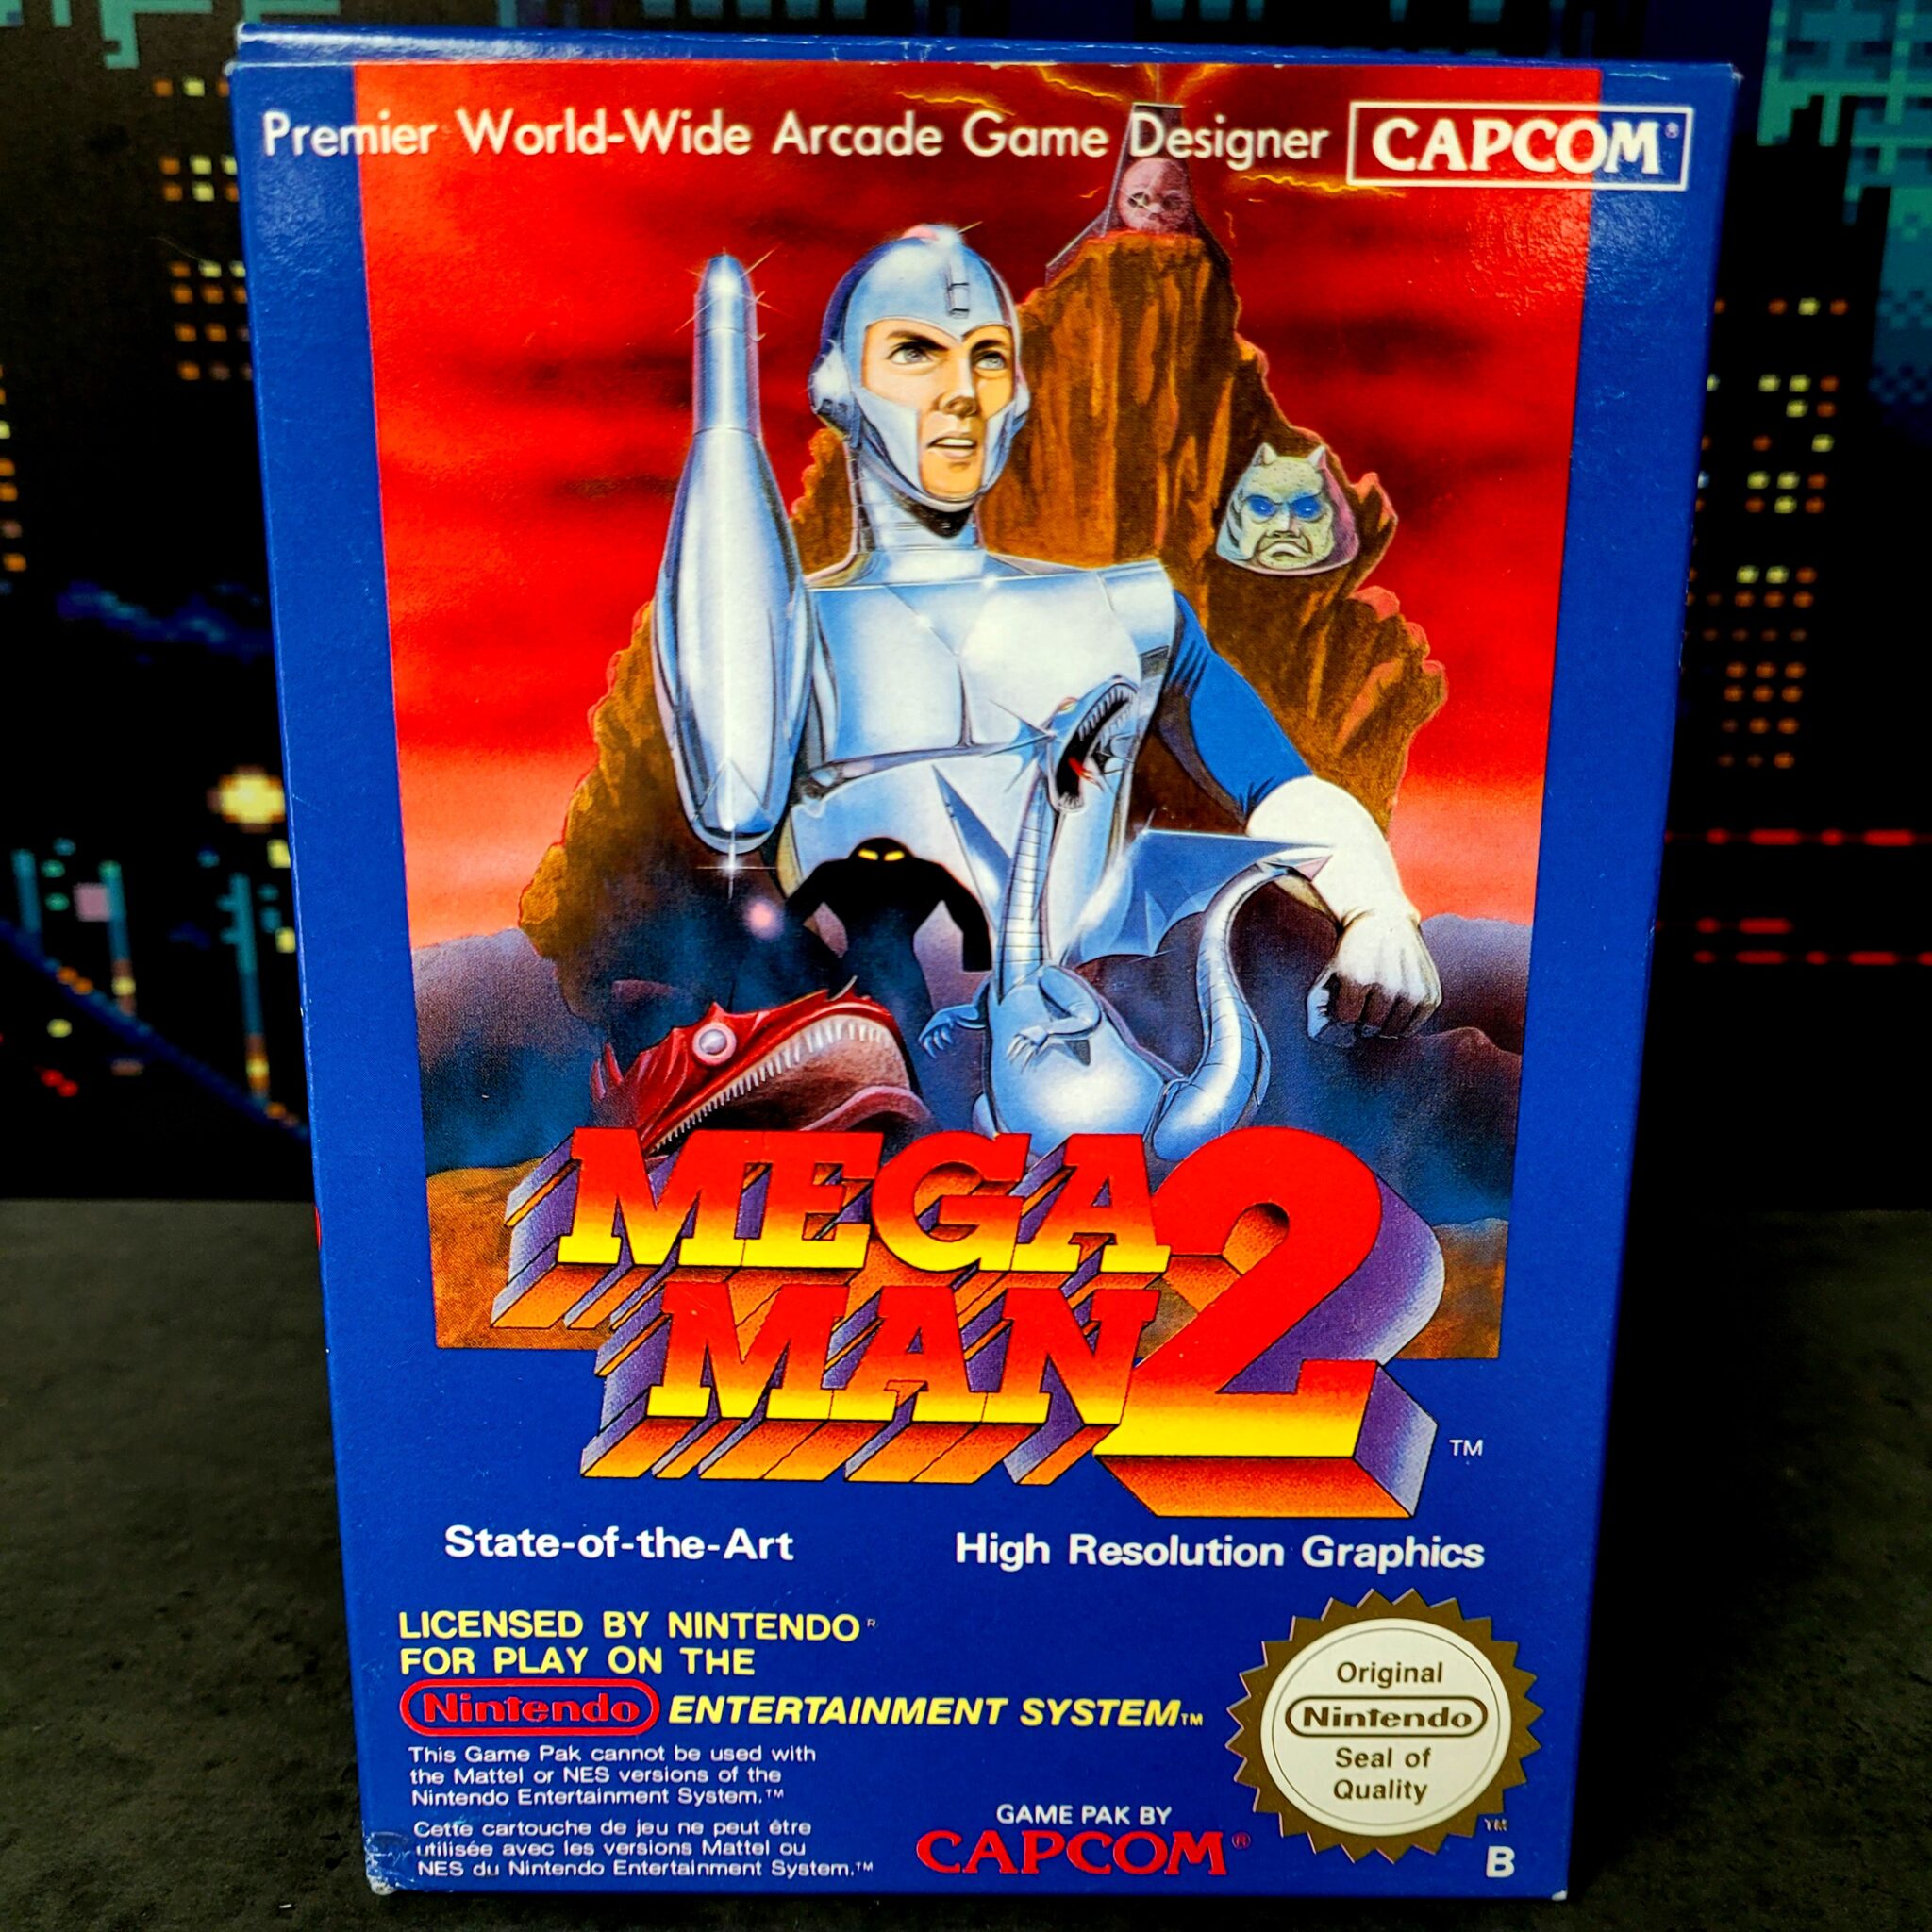 Premier World-Wide Arcade Game Designer CAPCOM®
MEGA
MAN 2
™
State-of-the-Art High Resolution Graphics
LICENSED BY NINTENDO®
FOR PLAY ON THE
Nintendo ENTERTAINMENT SYSTEM™
This Game Pak cannot be used with
the Mattel or NES versions of the
Nintendo Entertainment System.™
Cette cartouche de jeu ne peut être
utilisée avec les versions Mattel ou
NES du Nintendo Entertainment System.™
GAME PAK BY
CAPCOM®
Original
Nintendo
Seal of
Quality
™
B